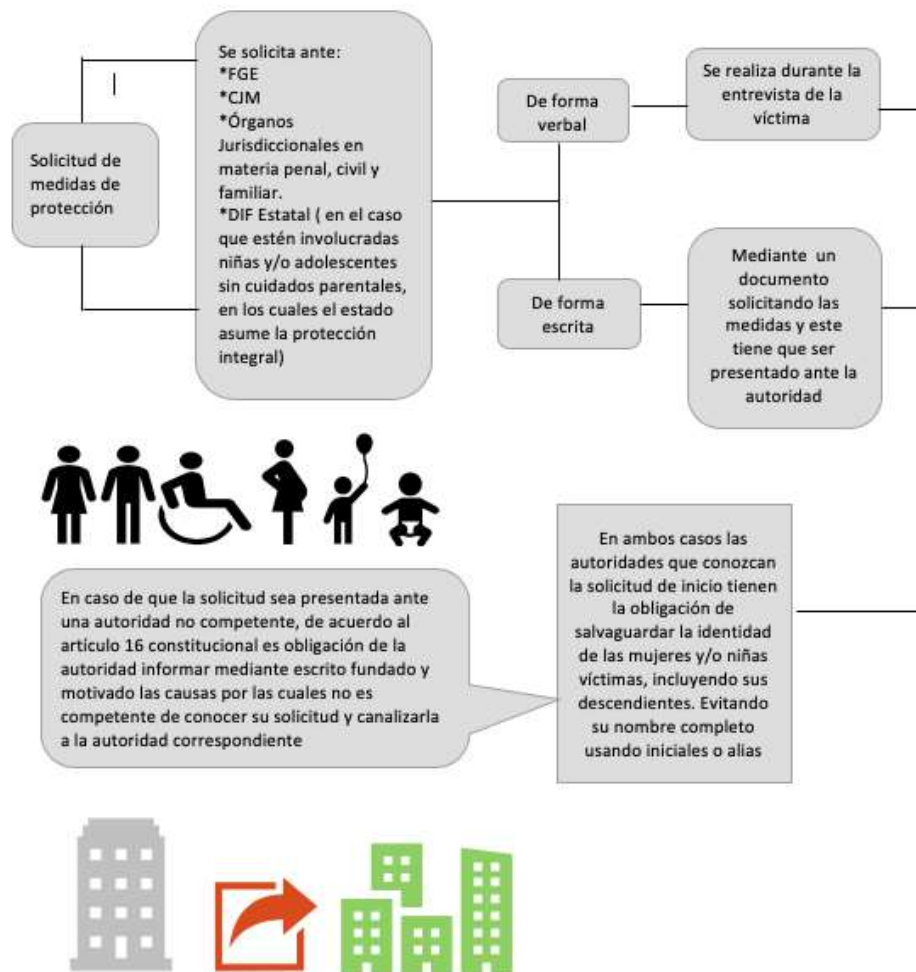 Solicitud de
medidas de
protección
Se solicita ante:
*FGE
*CJM
*Órganos
Jurisdiccionales en
materia penal, civil y
familiar.
*DIF Estatal ( en el caso
que estén involucradas
niñas y/o adolescentes
sin cuidados parentales,
en los cuales el estado
asume la protección
integral)
De forma
verbal
Se realiza durante la
entrevista de la
víctima
De forma
escrita
Mediante un
documento
solicitando las
medidas y este
tiene que ser
presentado ante la
autoridad
En caso de que la solicitud sea presentada ante
una autoridad no competente, de acuerdo al
artículo 16 constitucional es obligación de la
autoridad informar mediante escrito fundado y
motivado las causas por las cuales no es
competente de conocer su solicitud y canalizarla
a la autoridad correspondiente
En ambos casos las
autoridades que conozcan
la solicitud de inicio tienen
la obligación de
salvaguardar la identidad
de las mujeres y/o niñas
víctimas, incluyendo sus
descendientes. Evitando
su nombre completo
usando iniciales o alias